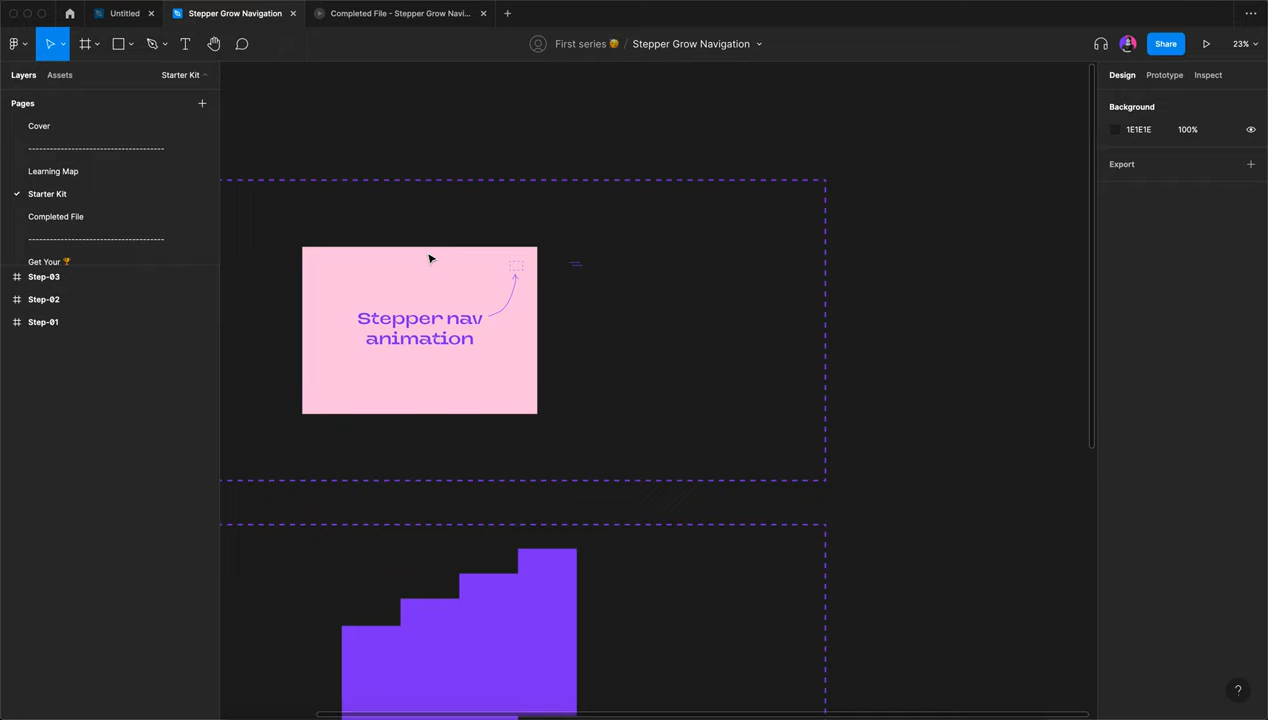 Untitled
Stepper Grow Navigation
Completed File - Stepper Grow Navi...
First series / Stepper Grow Navigation
Share
23%
Layers
Assets
Starter Kit
Design
Prototype
Inspect
Pages
Background
Cover
1E1E1E
100%
----------------------------------------
Export
Learning Map
Starter Kit
Completed File
----------------------------------------
Get Your
Step-03
Step-02
Step-01
Stepper nav
animation
?